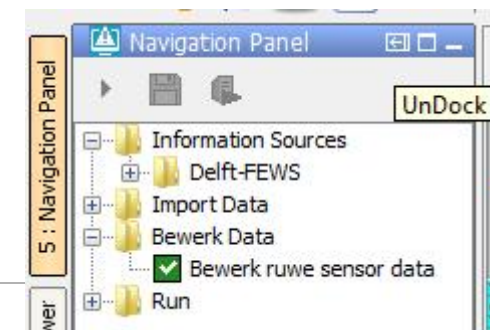 Navigation Panel
5 : Navigation Panel
UnDock
Information Sources
Delft-FEWS
Import Data
Bewerk Data
Bewerk ruwe sensor data
Run